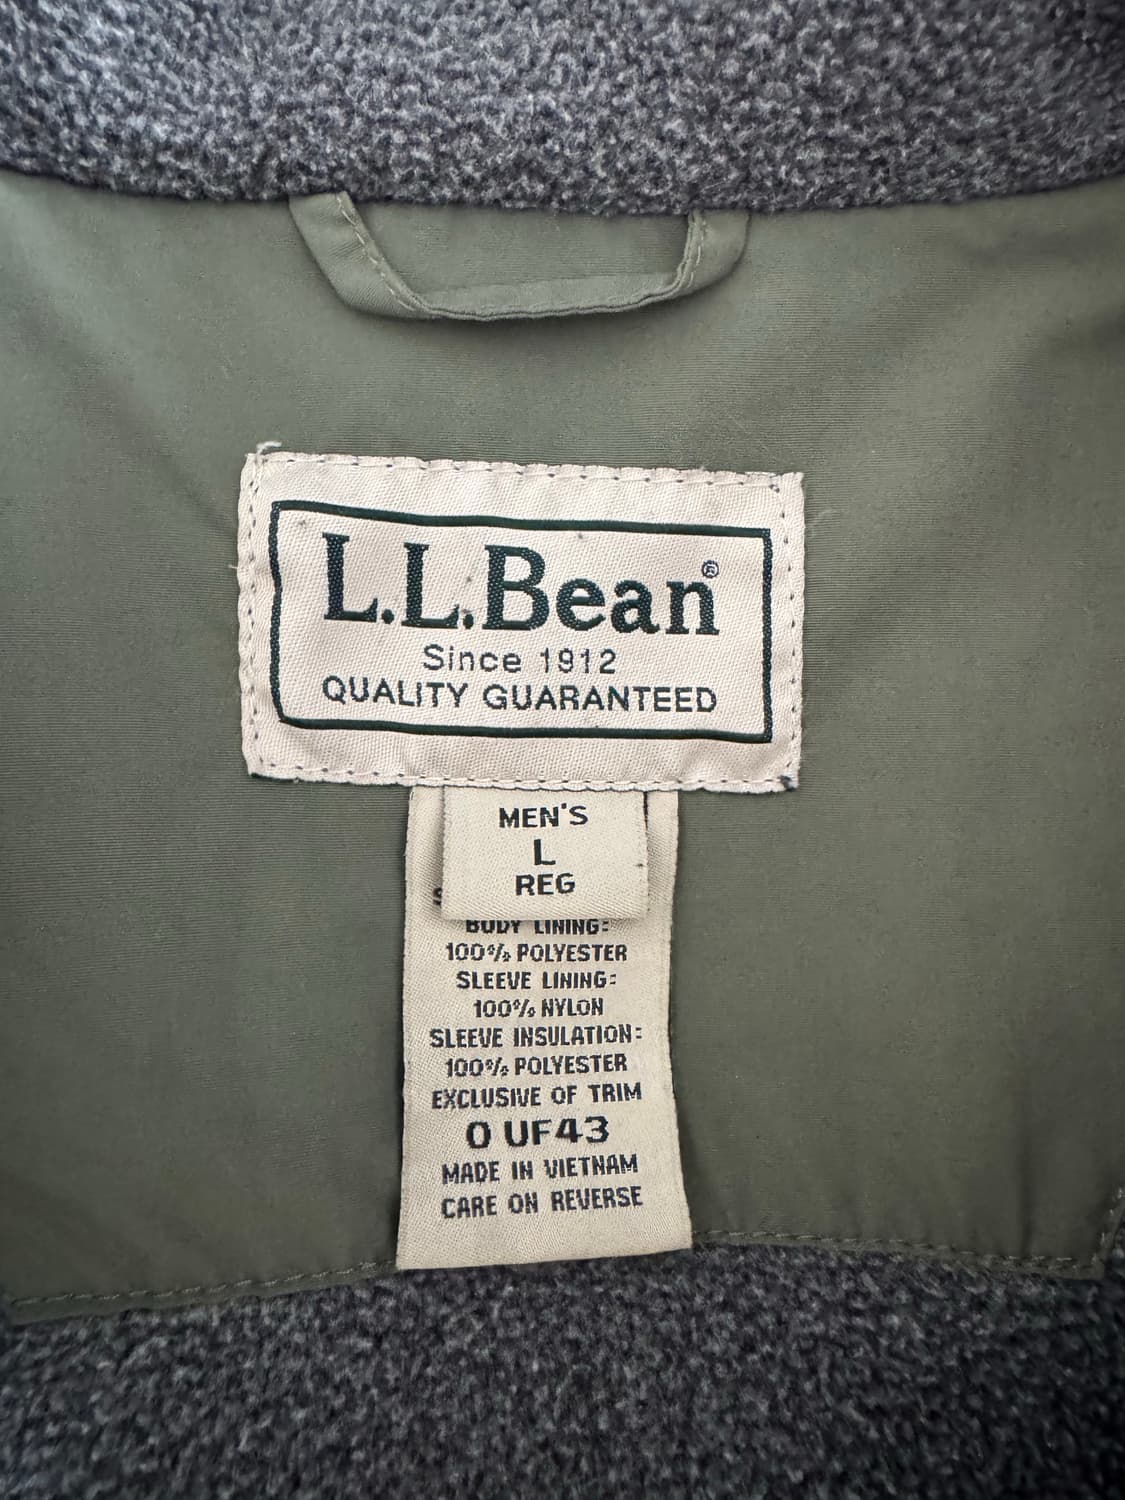 L.L.Bean®
Since 1912
QUALITY GUARANTEED
MEN'S
L
REG
BODY LINING:
100% POLYESTER
SLEEVE LINING:
100% NYLON
SLEEVE INSULATION:
100% POLYESTER
EXCLUSIVE OF TRIM
0 UF43
MADE IN VIETNAM
CARE ON REVERSE